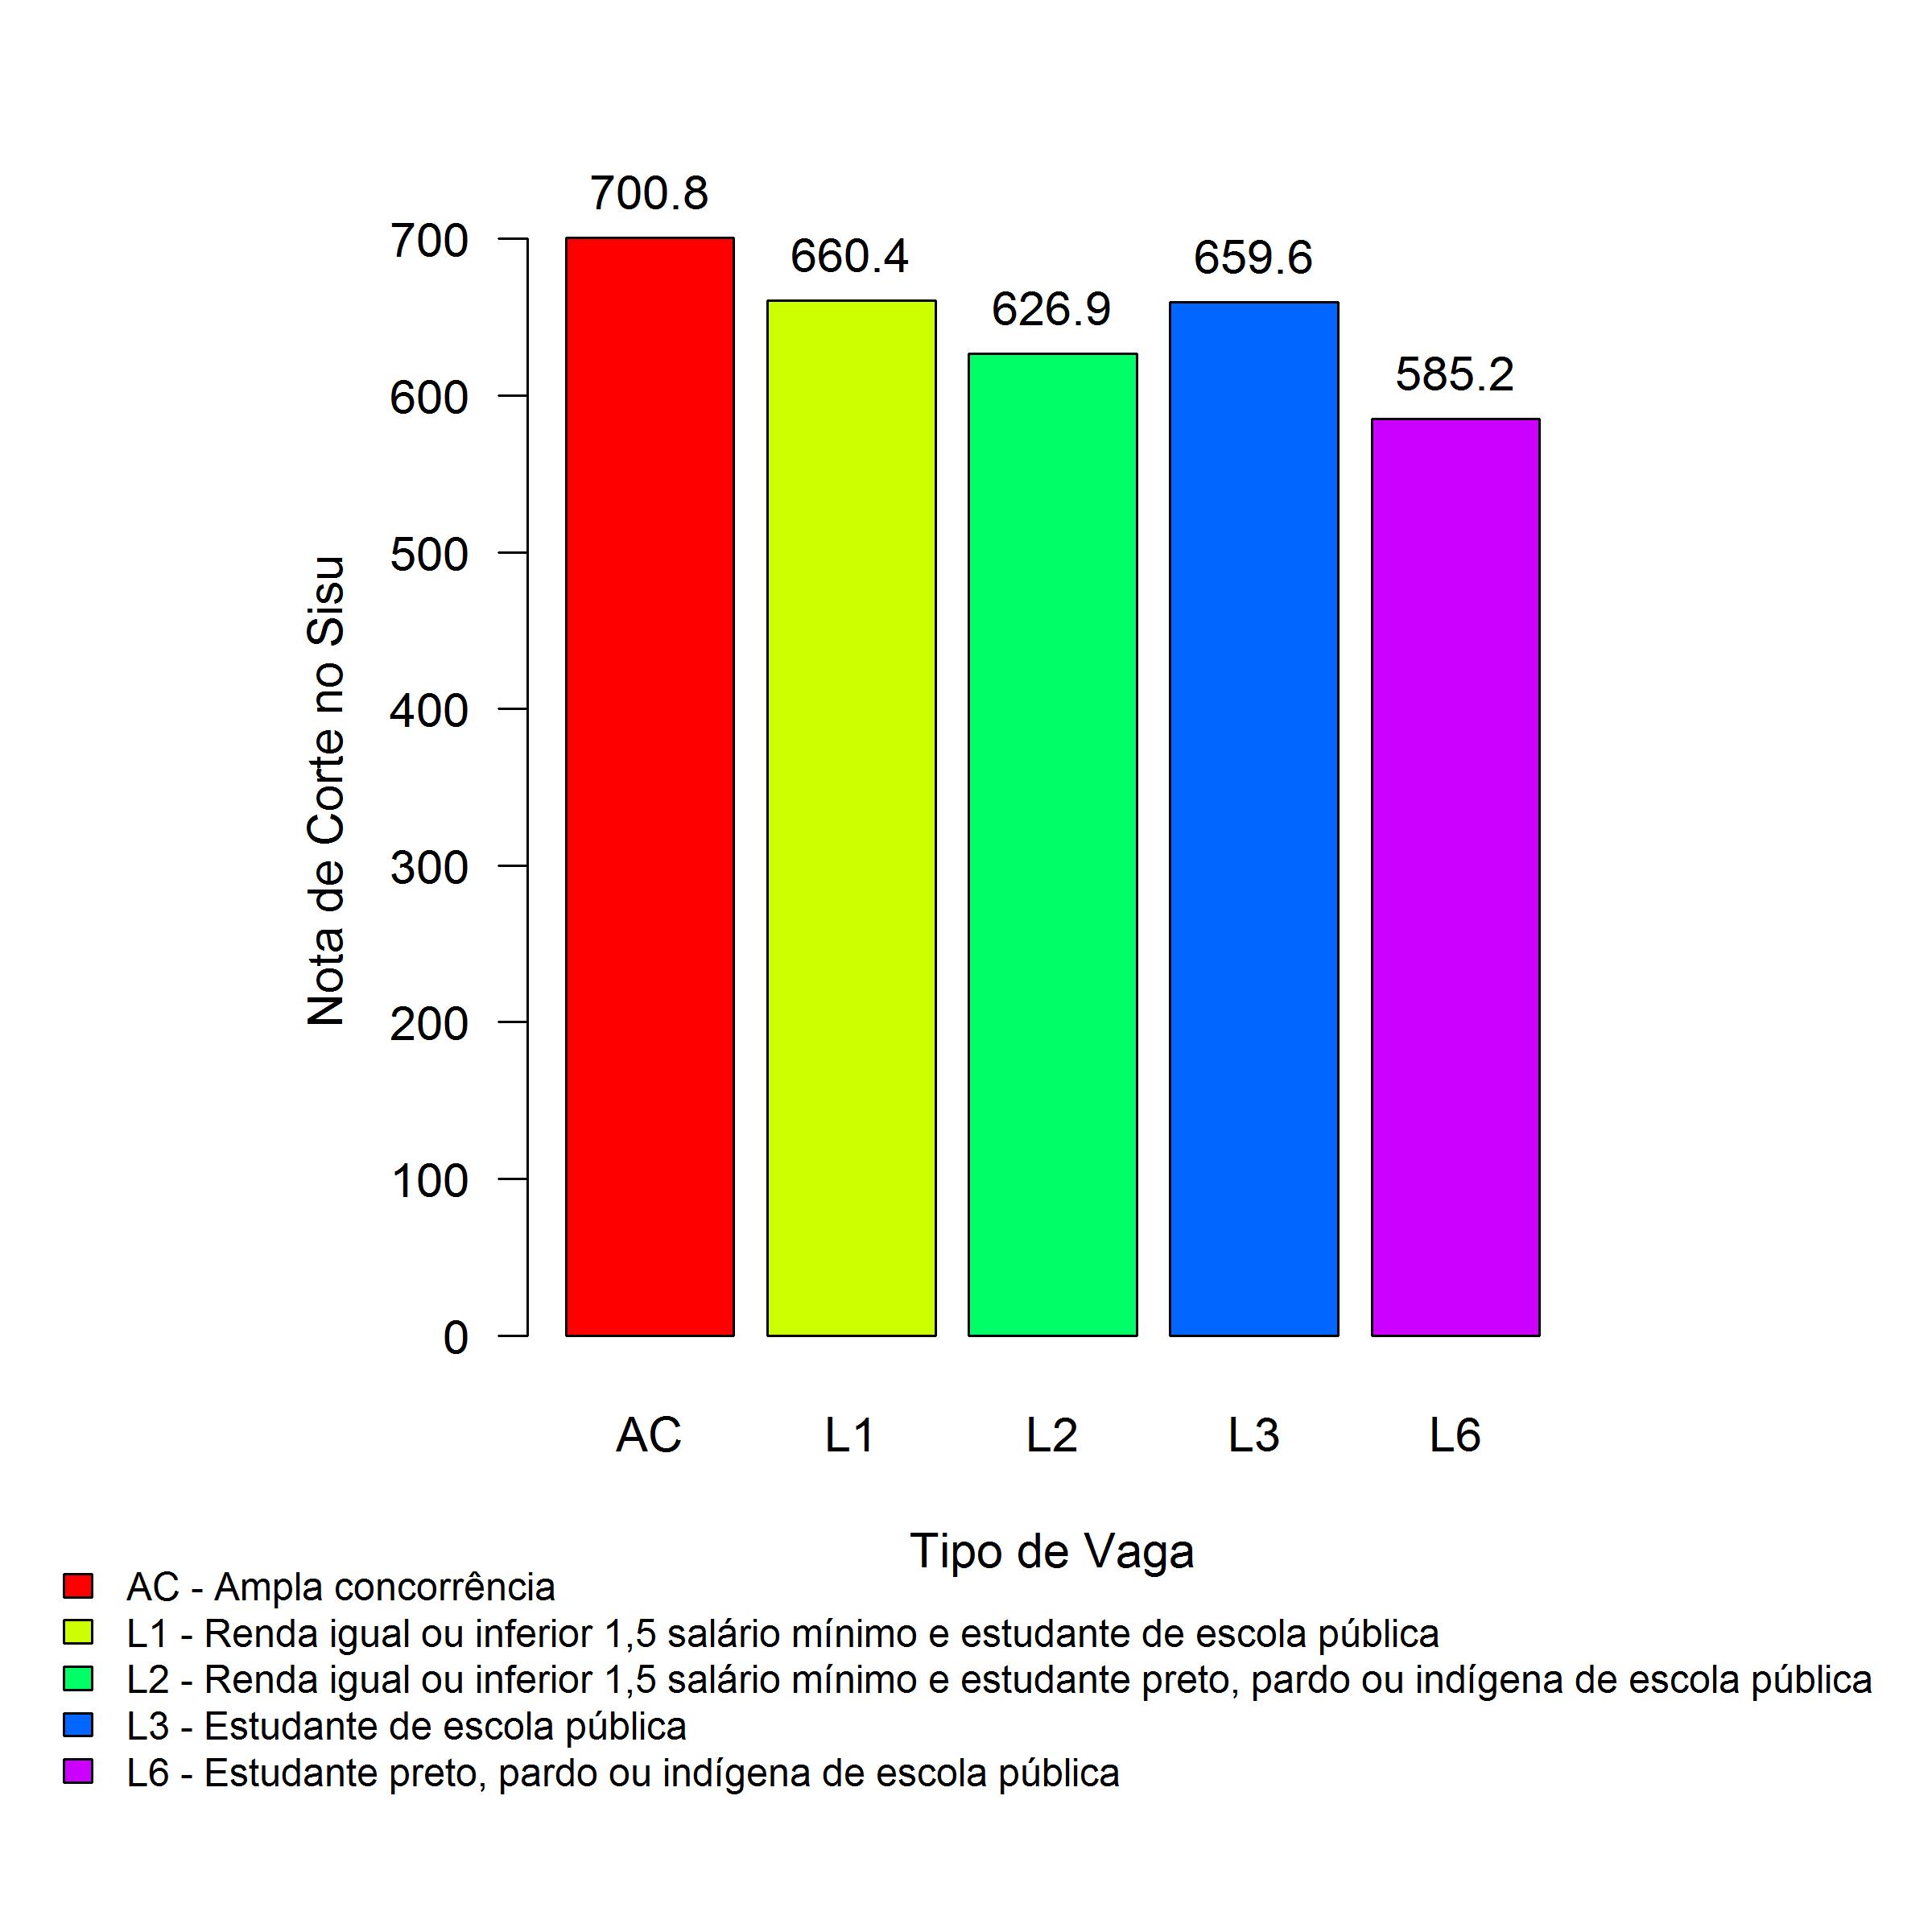 700.8
660.4
626.9
659.6
585.2
700
600
500
400
300
200
100
0
Nota de Corte no Sisu
AC L1 L2 L3 L6
Tipo de Vaga
AC - Ampla concorrência
L1 - Renda igual ou inferior 1,5 salário mínimo e estudante de escola pública
L2 - Renda igual ou inferior 1,5 salário mínimo e estudante preto, pardo ou indígena de escola pública
L3 - Estudante de escola pública
L6 - Estudante preto, pardo ou indígena de escola pública